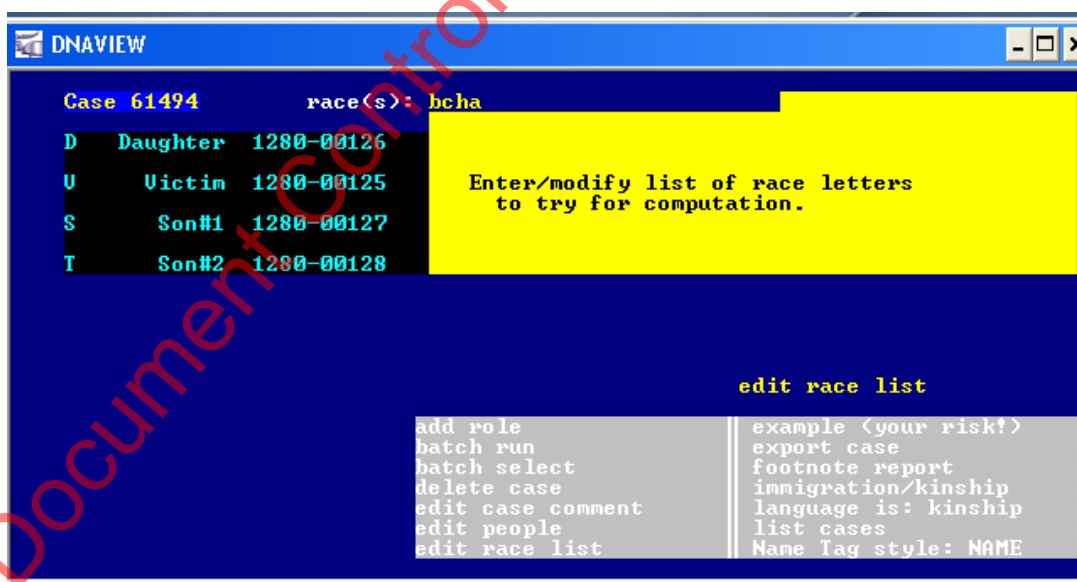 DNAVIEW
Case 61494 race(s): bcha
D Daughter 1280-00126
V Victim 1280-00125
S Son#1 1280-00127
T Son#2 1280-00128
Enter/modify list of race letters
to try for computation.
edit race list
add role
batch run
batch select
delete case
edit case comment
edit people
edit race list
example (your risk!)
export case
footnote report
immigration/kinship
language is: kinship
list cases
Name Tag style: NAME
Document Control